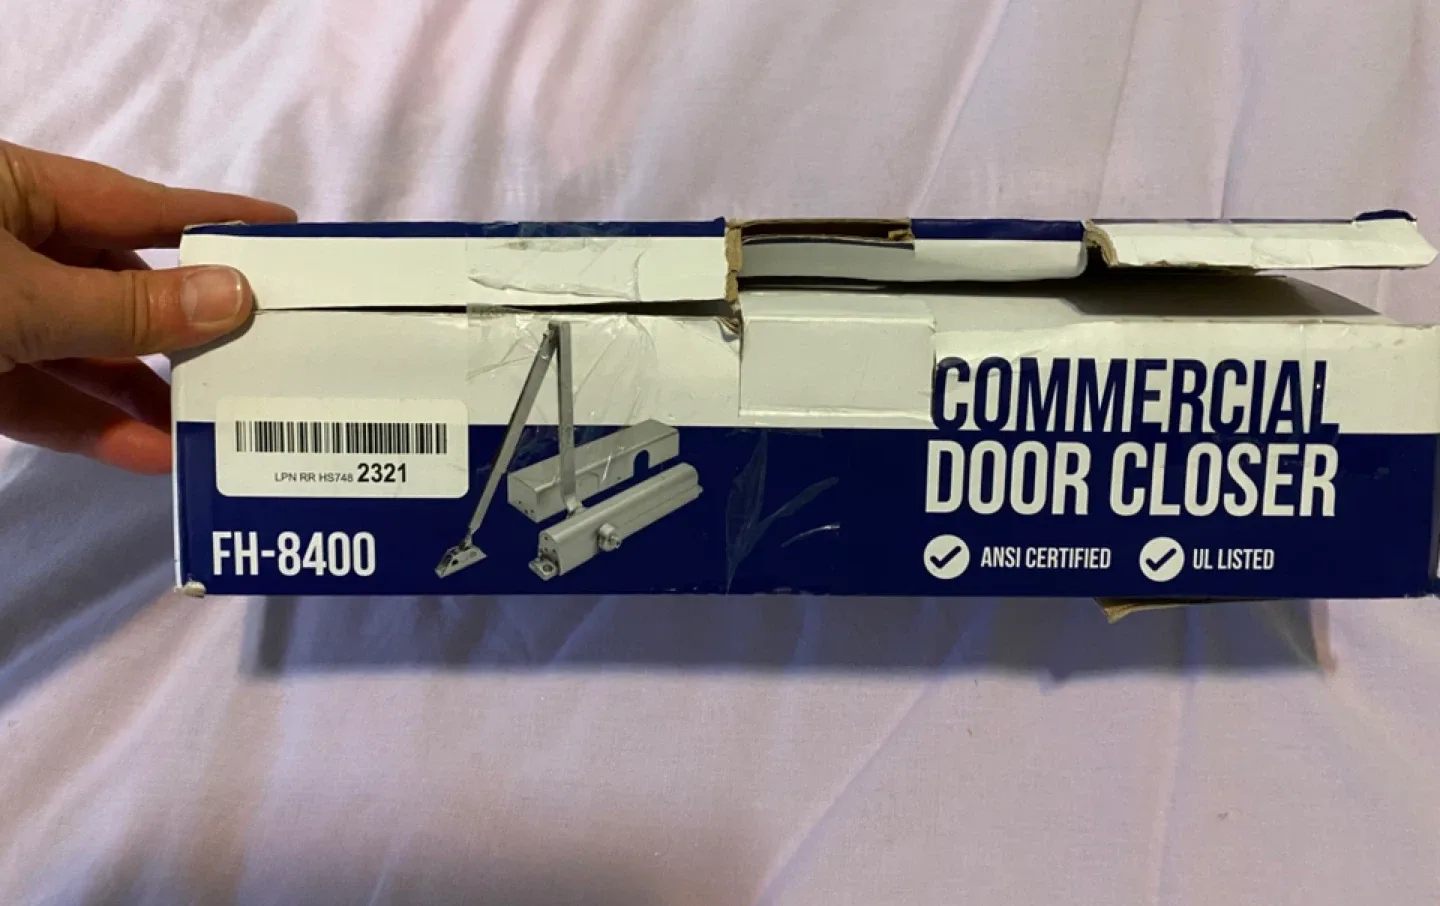 COMMERCIAL
DOOR CLOSER
LPN RR HS748 2321
FH-8400
ANSI CERTIFIED
UL LISTED